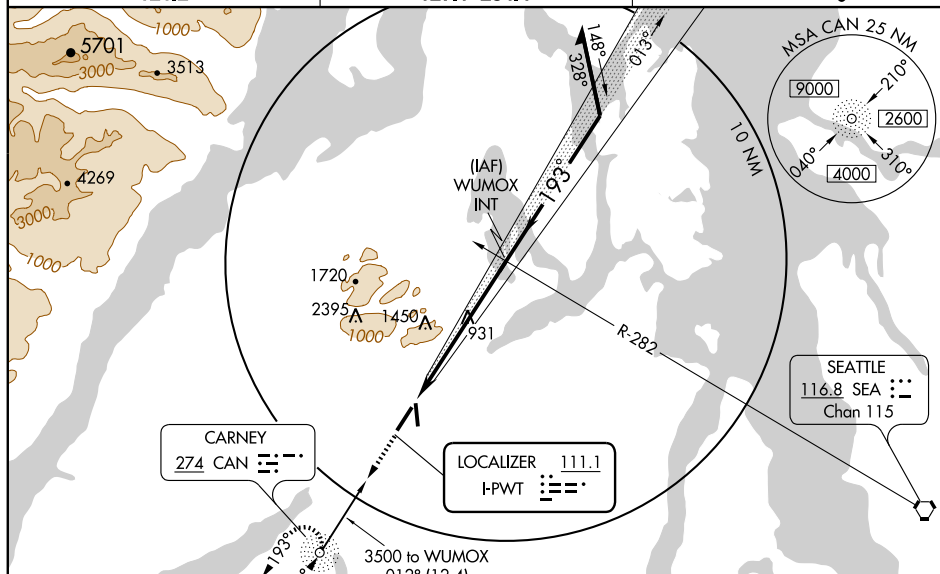 5701
3000
3513
4269
3000
1000
1000
148°
328°
013°
MSA CAN 25 NM
210°
9000
2600
040°
310°
4000
10 NM
(IAF)
WUMOX
INT
193°
1720
2395
1450
1000
931
R-282
SEATTLE
116.8 SEA
Chan 115
CARNEY
274 CAN
LOCALIZER 111.1
I-PWT
193°
3500 to WUMOX